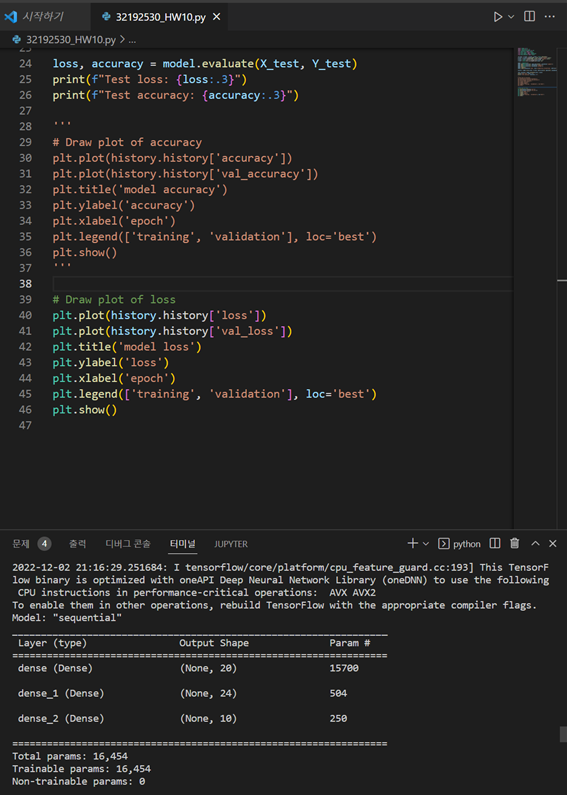 시작하기
32192530_HW10.py
32192530_HW10.py > ...
23
24 loss, accuracy = model.evaluate(X_test, Y_test)
25 print(f"Test loss: {loss:.3}")
26 print(f"Test accuracy: {accuracy:.3}")
27
28 '''
29 # Draw plot of accuracy
30 plt.plot(history.history['accuracy'])
31 plt.plot(history.history['val_accuracy'])
32 plt.title('model accuracy')
33 plt.ylabel('accuracy')
34 plt.xlabel('epoch')
35 plt.legend(['training', 'validation'], loc='best')
36 plt.show()
37 '''
38
39 # Draw plot of loss
40 plt.plot(history.history['loss'])
41 plt.plot(history.history['val_loss'])
42 plt.title('model loss')
43 plt.ylabel('loss')
44 plt.xlabel('epoch')
45 plt.legend(['training', 'validation'], loc='best')
46 plt.show()
47
문제 4 출력 디버그 콘솔 터미널 JUPYTER python
2022-12-02 21:16:29.251684: I tensorflow/core/platform/cpu_feature_guard.cc:193] This TensorF
low binary is optimized with oneAPI Deep Neural Network Library (oneDNN) to use the following
CPU instructions in performance-critical operations:  AVX AVX2
To enable them in other operations, rebuild TensorFlow with the appropriate compiler flags.
Model: "sequential"
_________________________________________________________________
Layer (type) Output Shape Param #
=================================================================
dense (Dense) (None, 20) 15700
dense_1 (Dense) (None, 24) 504
dense_2 (Dense) (None, 10) 250
=================================================================
Total params: 16,454
Trainable params: 16,454
Non-trainable params: 0